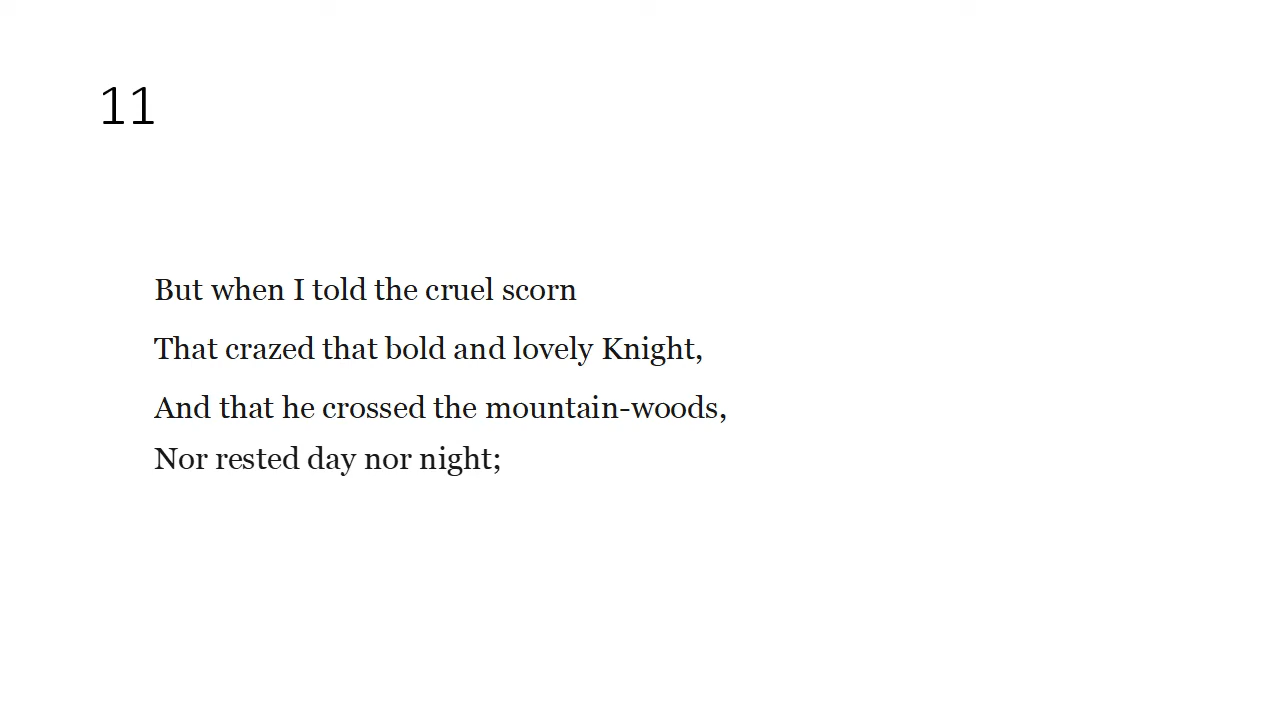 11
But when I told the cruel scorn
That crazed that bold and lovely Knight,
And that he crossed the mountain-woods,
Nor rested day nor night;